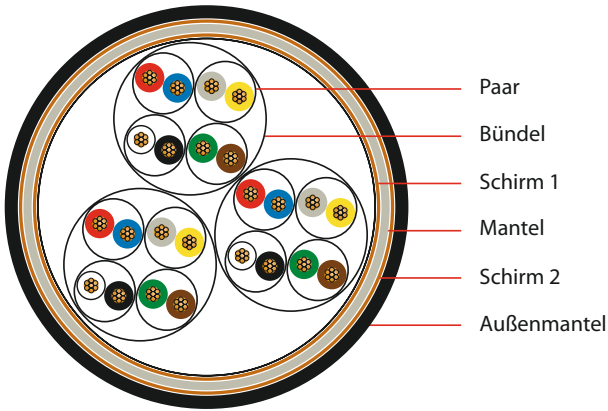 Paar
Bündel
Schirm 1
Mantel
Schirm 2
Außenmantel